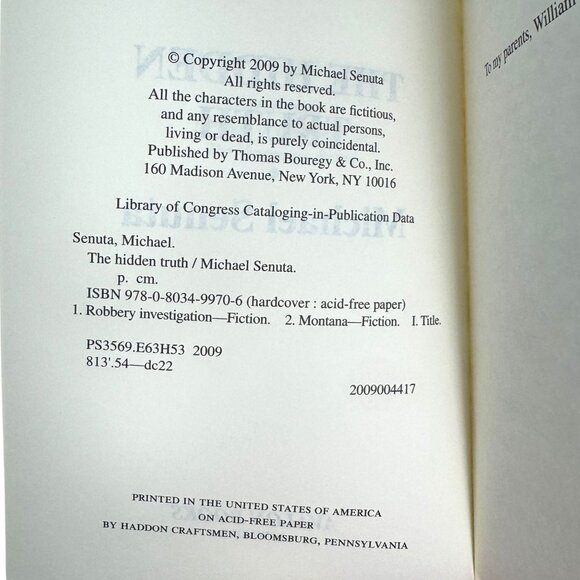 © Copyright 2009 by Michael Senuta
All rights reserved.
All the characters in the book are fictitious,
and any resemblance to actual persons,
living or dead, is purely coincidental.
Published by Thomas Bouregy & Co., Inc.
160 Madison Avenue, New York, NY 10016
Library of Congress Cataloging-in-Publication Data
Senuta, Michael.
The hidden truth / Michael Senuta.
p. cm.
ISBN 978-0-8034-9970-6 (hardcover : acid-free paper)
1. Robbery investigation—Fiction. 2. Montana—Fiction. I. Title.
PS3569.E63H53 2009
813'.54—dc22
2009004417
PRINTED IN THE UNITED STATES OF AMERICA
ON ACID-FREE PAPER
BY HADDON CRAFTSMEN, BLOOMSBURG, PENNSYLVANIA
To my parents, William